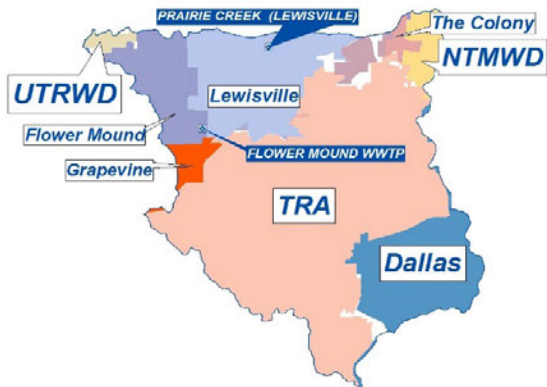 PRAIRIE CREEK (LEWISVILLE)
The Colony
NTMWD
UTRWD
Lewisville
Flower Mound
FLOWER MOUND WWTP
Grapevine
TRA
Dallas